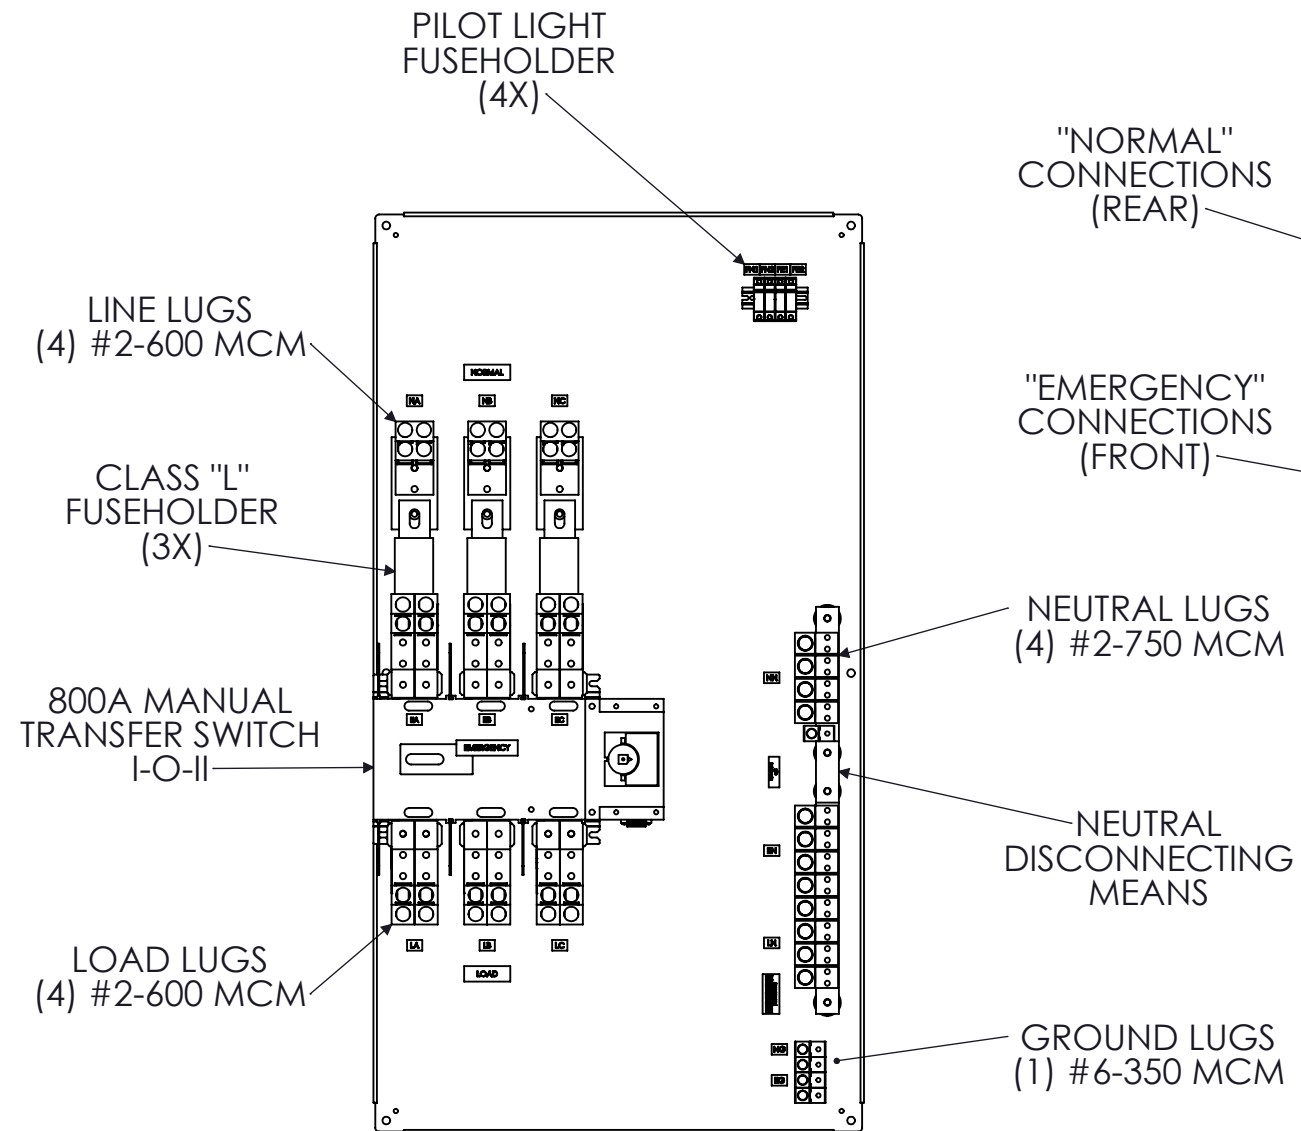 PILOT LIGHT
FUSEHOLDER
(4X)
"NORMAL"
CONNECTIONS
(REAR)
LINE LUGS
(4) #2-600 MCM
NORMAL
NA
NB
NC
"EMERGENCY"
CONNECTIONS
(FRONT)
CLASS "L"
FUSEHOLDER
(3X)
NEUTRAL LUGS
(4) #2-750 MCM
NN
800A MANUAL
TRANSFER SWITCH
I-O-II
EA
EB
EC
EMERGENCY
NEUTRAL
DISCONNECTING
MEANS
EN
LOAD LUGS
(4) #2-600 MCM
LA
LB
LC
LOAD
LN
GROUND LUGS
(1) #6-350 MCM
NG
EG